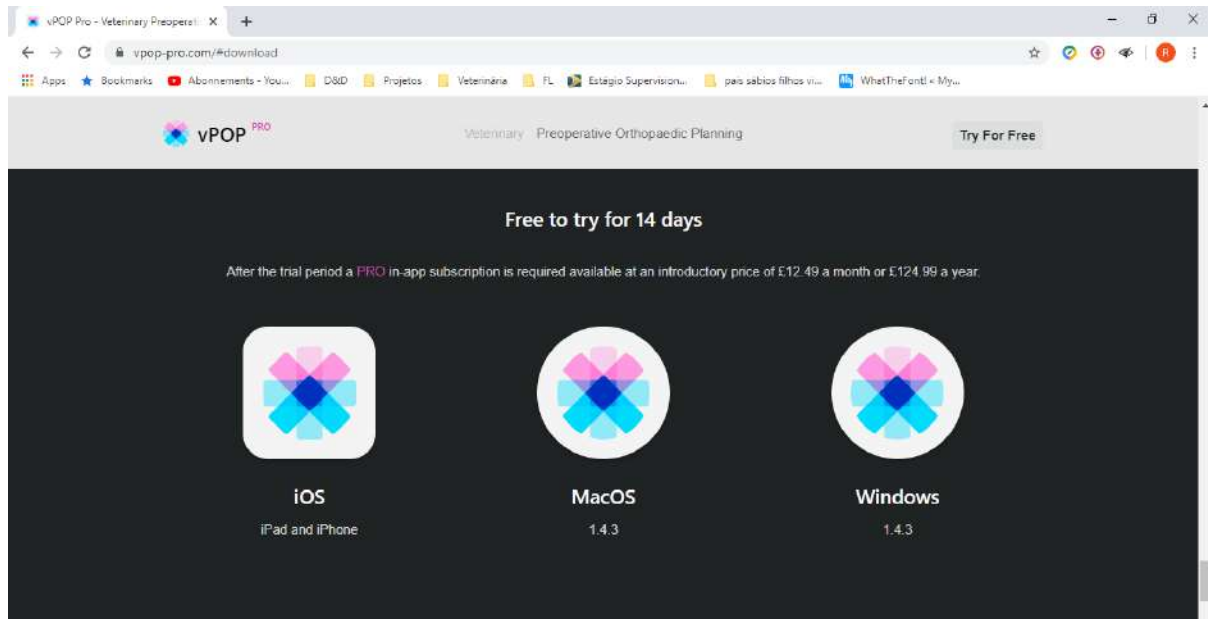 vPOP Pro - Veterinary Preoperati
vpop-pro.com/#download
R
Apps Bookmarks Abonnements - You... D&D Projetos Veterinária FL Estágio Supervision... pais sábios filhos vi... WhatTheFont! « My...
vPOP PRO Veterinary Preoperative Orthopaedic Planning Try For Free
Free to try for 14 days
After the trial period a PRO in-app subscription is required available at an introductory price of £12.49 a month or £124.99 a year.
iOS MacOS Windows
iPad and iPhone 1.4.3 1.4.3